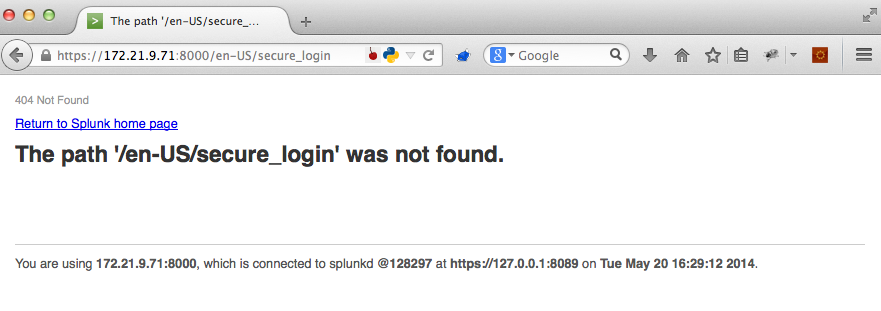 The path '/en-US/secure_...
https://172.21.9.71:8000/en-US/secure_login
Google
404 Not Found
Return to Splunk home page
The path '/en-US/secure_login' was not found.
You are using 172.21.9.71:8000, which is connected to splunkd @128297 at https://127.0.0.1:8089 on Tue May 20 16:29:12 2014.